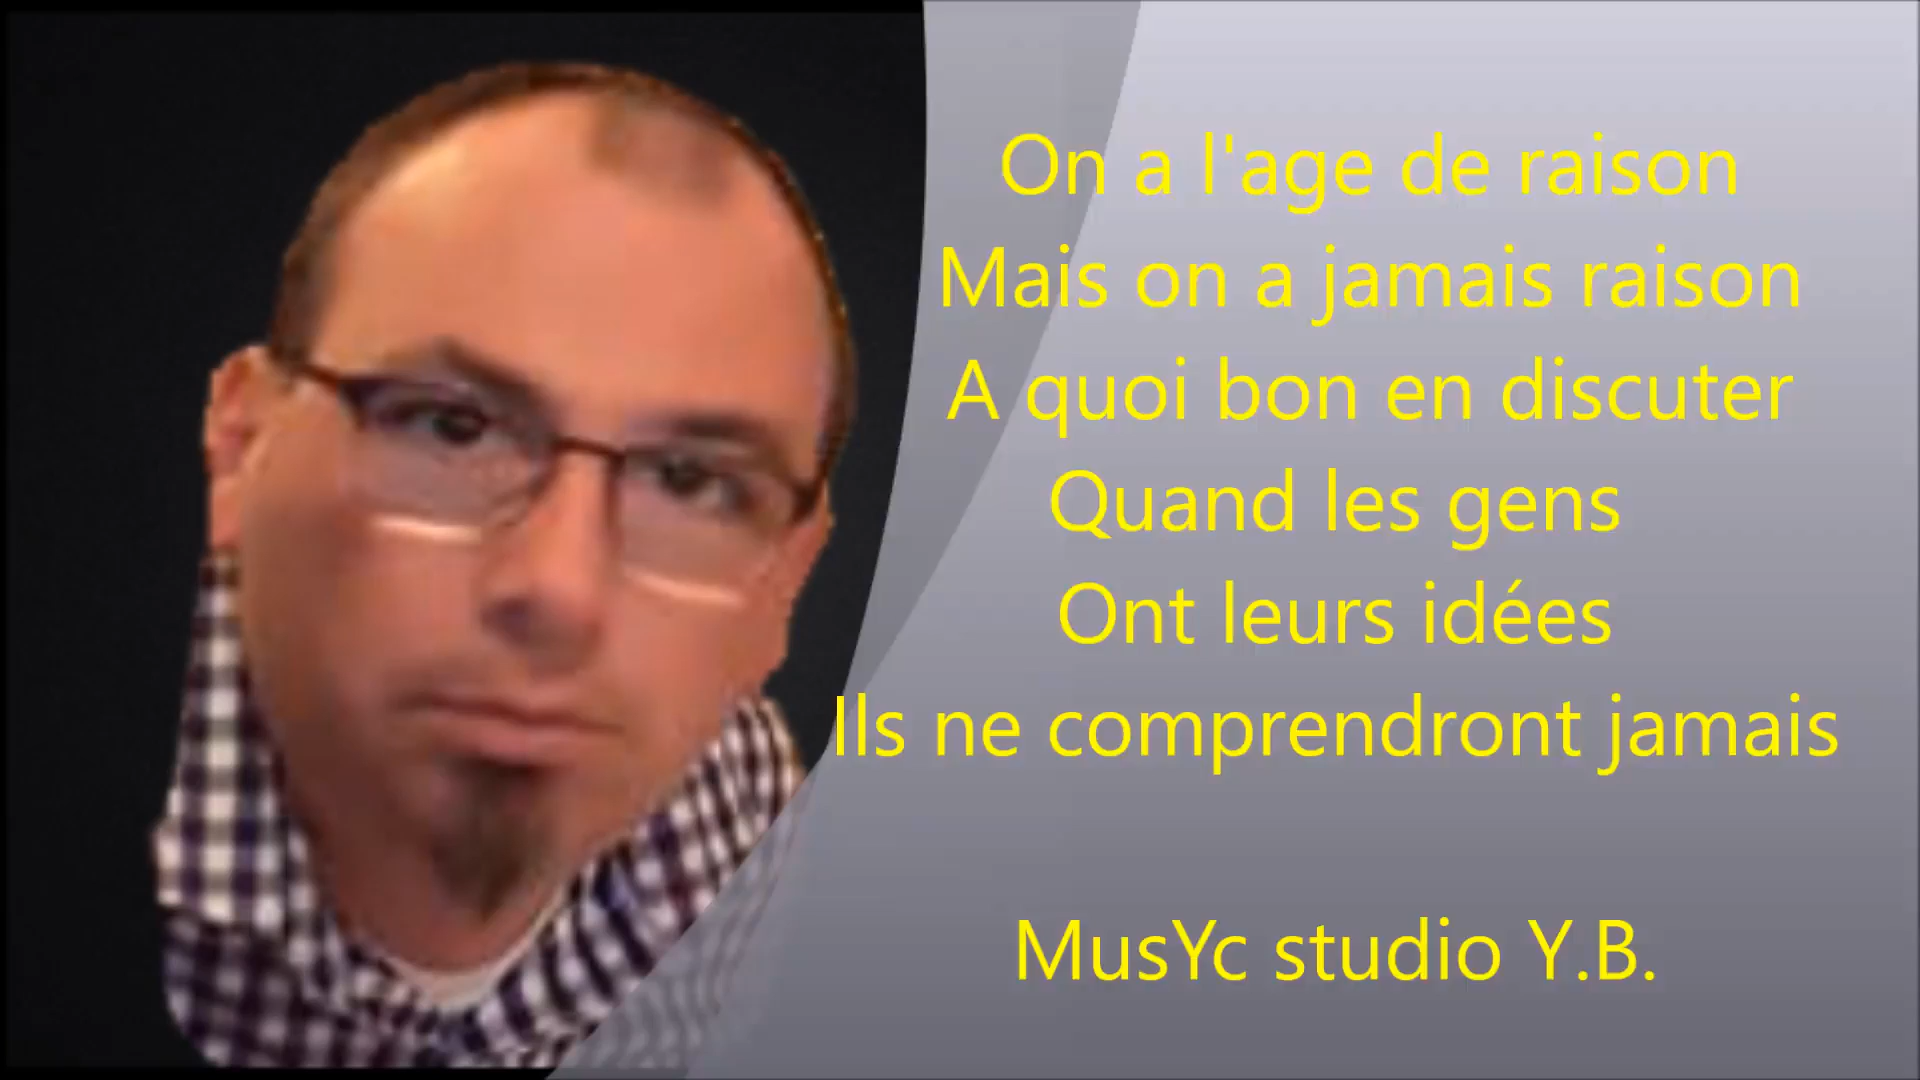 On a l'age de raison
Mais on a jamais raison
A quoi bon en discuter
Quand les gens
Ont leurs idées
Ils ne comprendront jamais
MusYc studio Y.B.